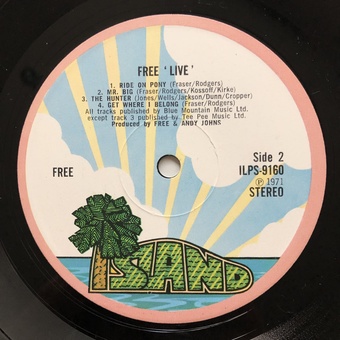 FREE 'LIVE'
1. RIDE ON PONY (Fraser/Rodgers)
2. MR. BIG (Fraser/Rodgers/Kossoff/Kirke)
3. THE HUNTER (Jones/Wells/Jackson/Dunn/Cropper)
4. GET WHERE I BELONG (Fraser/Rodgers)
All tracks published by Blue Mountain Music Ltd.
except track 3 published by Tee Pee Music Ltd.
Produced by FREE & ANDY JOHNS
FREE
Side 2
ILPS-9160
℗ 1971
STEREO
ISLAND